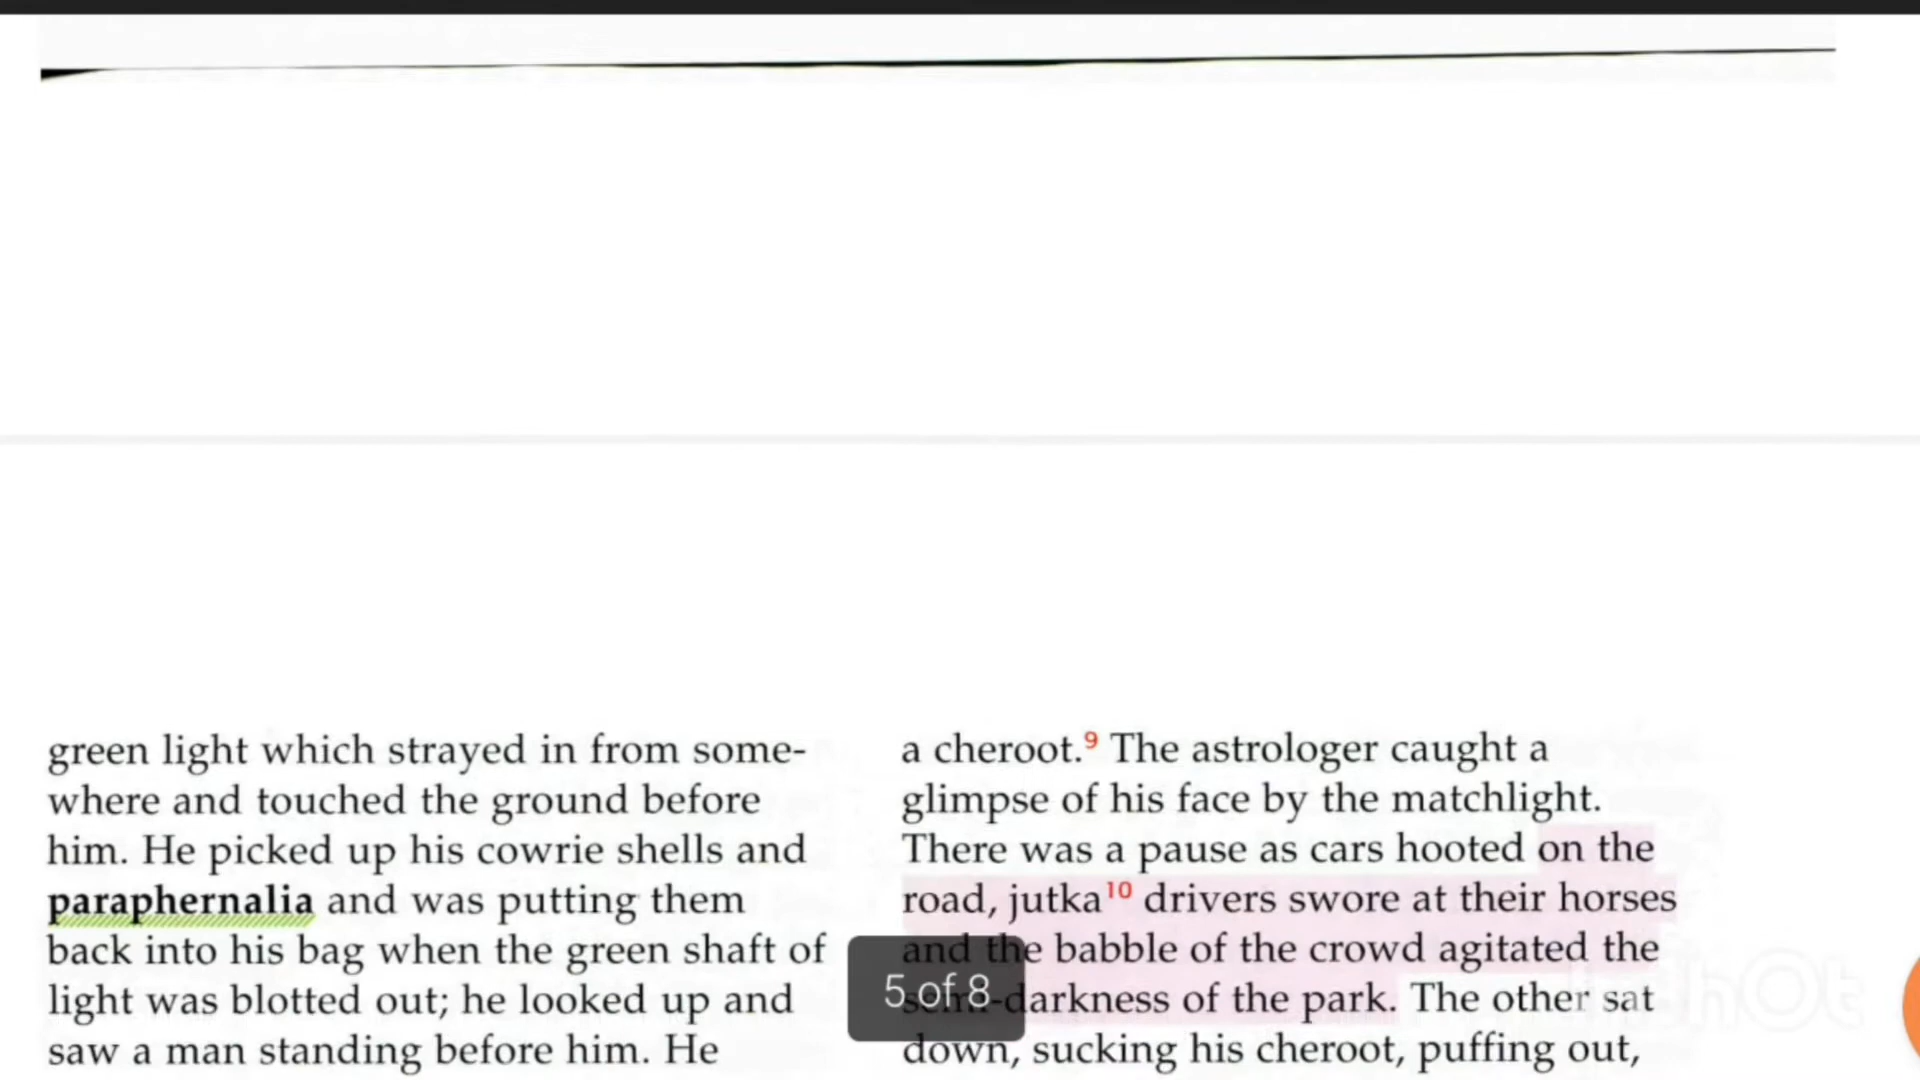 green light which strayed in from some-
where and touched the ground before
him. He picked up his cowrie shells and
paraphernalia and was putting them
back into his bag when the green shaft of
light was blotted out; he looked up and
saw a man standing before him. He
a cheroot.9 The astrologer caught a
glimpse of his face by the matchlight.
There was a pause as cars hooted on the
road, jutka10 drivers swore at their horses
and the babble of the crowd agitated the
semi-darkness of the park. The other sat
down, sucking his cheroot, puffing out,
5 of 8